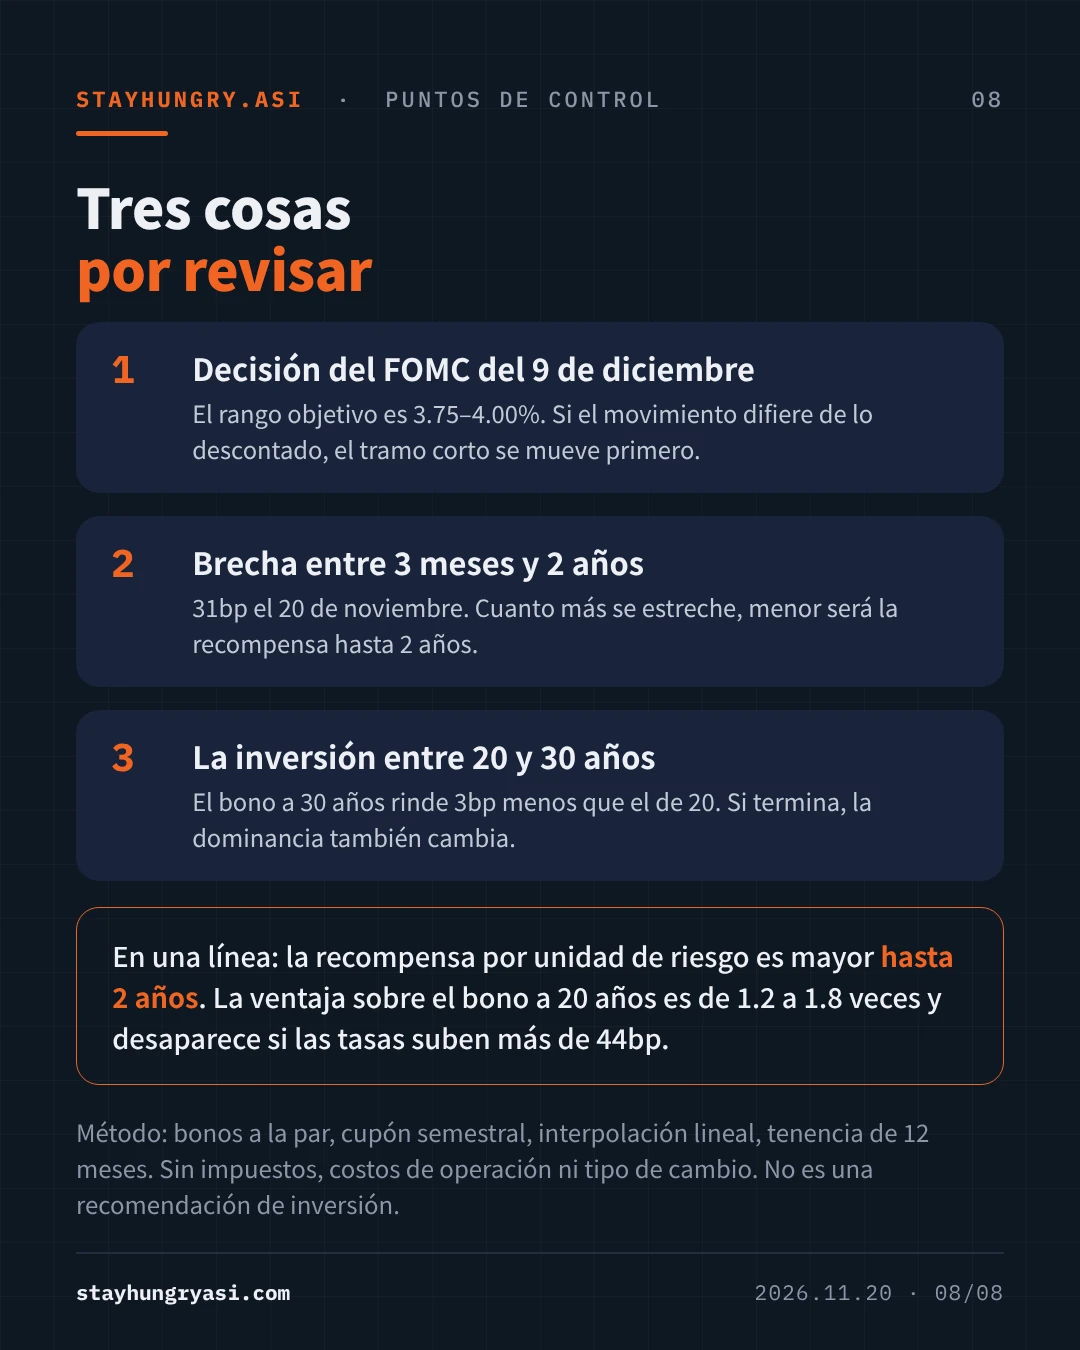 STAYHUNGRY.ASI · PUNTOS DE CONTROL 08
Tres cosas
por revisar
1 Decisión del FOMC del 9 de diciembre
El rango objetivo es 3.75–4.00%. Si el movimiento difiere de lo
descontado, el tramo corto se mueve primero.
2 Brecha entre 3 meses y 2 años
31bp el 20 de noviembre. Cuanto más se estreche, menor será la
recompensa hasta 2 años.
3 La inversión entre 20 y 30 años
El bono a 30 años rinde 3bp menos que el de 20. Si termina, la
dominancia también cambia.
En una línea: la recompensa por unidad de riesgo es mayor hasta
2 años. La ventaja sobre el bono a 20 años es de 1.2 a 1.8 veces y
desaparece si las tasas suben más de 44bp.
Método: bonos a la par, cupón semestral, interpolación lineal, tenencia de 12
meses. Sin impuestos, costos de operación ni tipo de cambio. No es una
recomendación de inversión.
stayhungryasi.com 2026.11.20 · 08/08